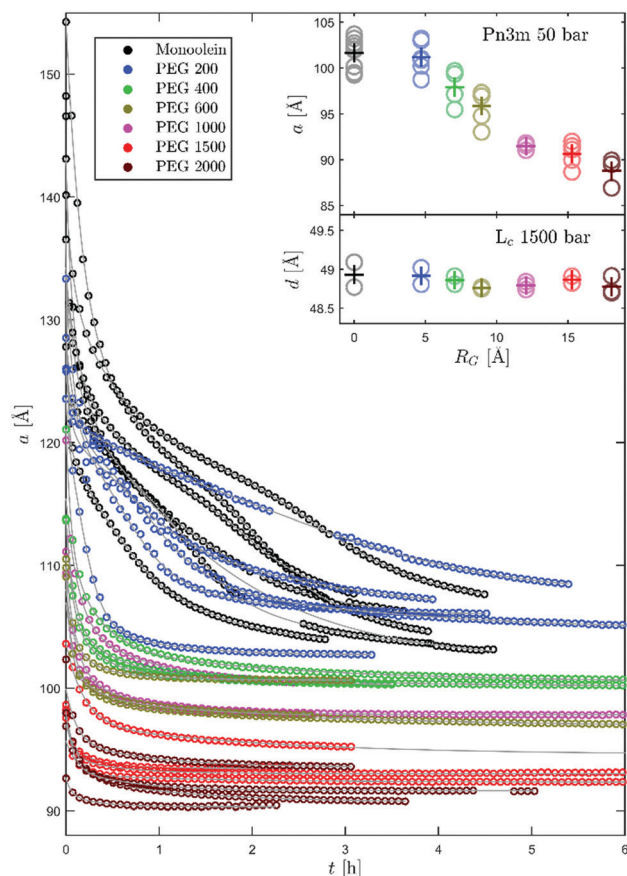 Monoolein
PEG 200
PEG 400
PEG 600
PEG 1000
PEG 1500
PEG 2000
Pn3m 50 bar
105
100
95
90
85
a [Å]
L_c 1500 bar
49.5
49
48.5
d [Å]
0 5 10 15
R_G [Å]
150
140
130
120
110
100
90
a [Å]
0 1 2 3 4 5 6
t [h]